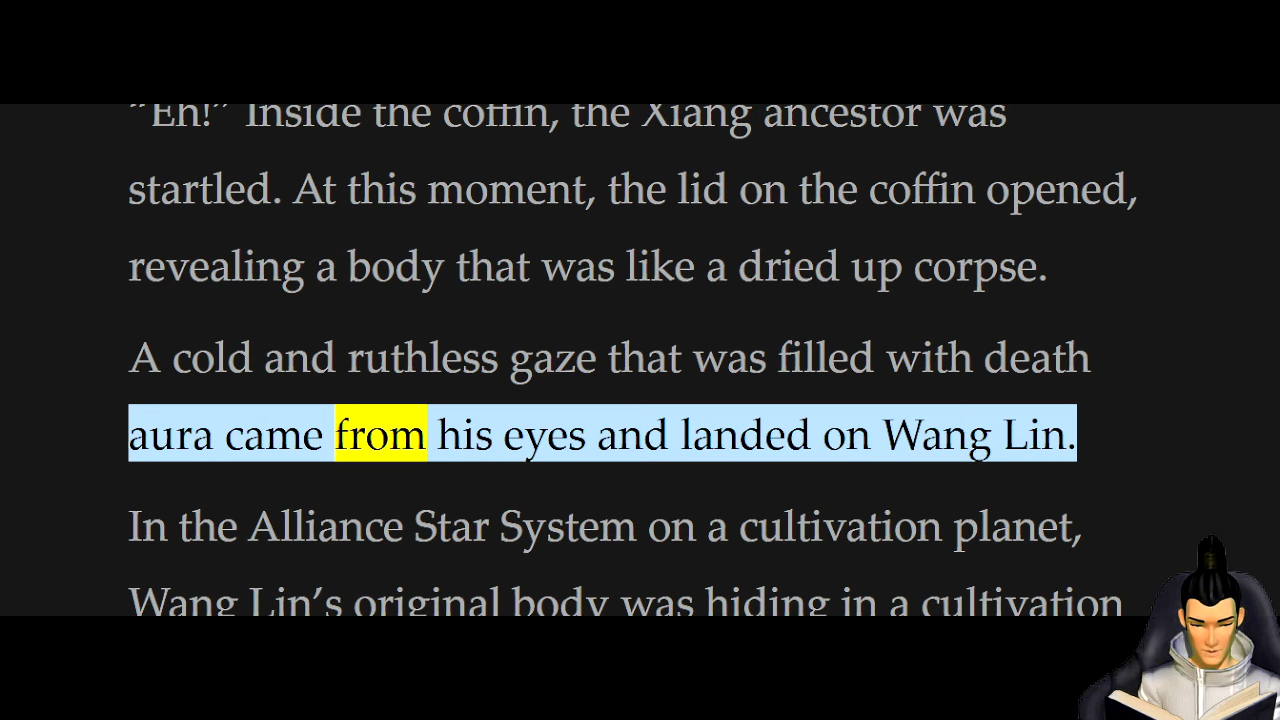 “Eh!” Inside the coffin, the Xiang ancestor was
startled. At this moment, the lid on the coffin opened,
revealing a body that was like a dried up corpse.
A cold and ruthless gaze that was filled with death
aura came from his eyes and landed on Wang Lin.
In the Alliance Star System on a cultivation planet,
Wang Lin’s original body was hiding in a cultivation